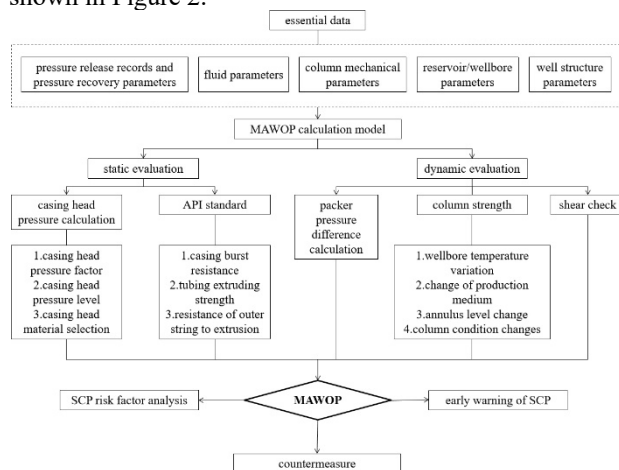 shown in Figure 2.
essential data
pressure release records and
pressure recovery parameters
fluid parameters
column mechanical
parameters
reservoir/wellbore
parameters
well structure
parameters
MAWOP calculation model
static evaluation
dynamic evaluation
casing head
pressure calculation
API standard
packer
pressure
difference
calculation
column strength
shear check
1.casing head
pressure factor
2.casing head
pressure level
3.casing head
material selection
1.casing burst
resistance
2.tubing extruding
strength
3.resistance of outer
string to extrusion
1.wellbore temperature
variation
2.change of production
medium
3.annulus level change
4.column condition changes
SCP risk factor analysis
MAWOP
early warning of SCP
countermeasure